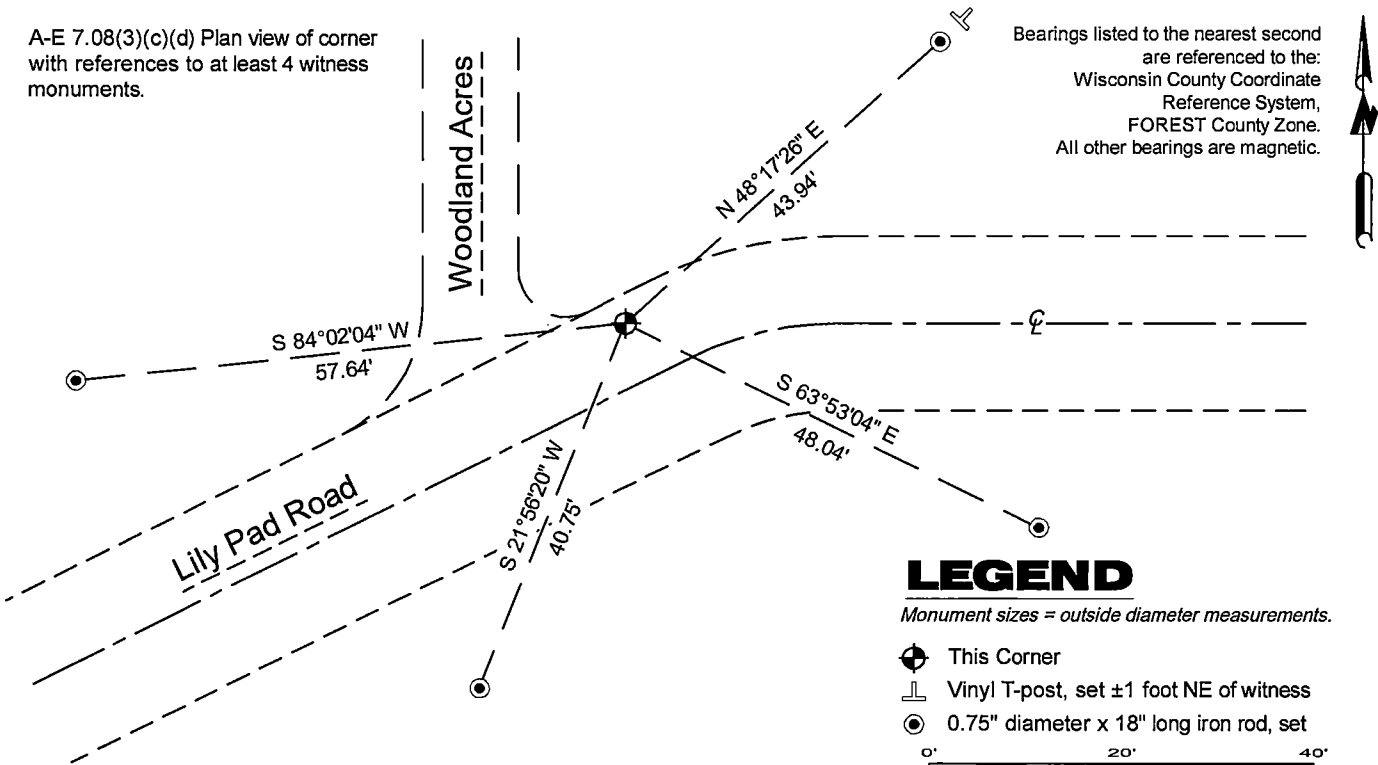 A-E 7.08(3)(c)(d) Plan view of corner
with references to at least 4 witness
monuments.
Woodland Acres
Bearings listed to the nearest second
are referenced to the:
Wisconsin County Coordinate
Reference System,
FOREST County Zone.
All other bearings are magnetic.
N 48°17'26" E
43.94'
S 84°02'04" W
57.64'
℄
S 63°53'04" E
48.04'
S 21°56'20" W
40.75'
Lily Pad Road
LEGEND
Monument sizes = outside diameter measurements.
This Corner
Vinyl T-post, set ±1 foot NE of witness
0.75" diameter x 18" long iron rod, set
0' 20' 40'